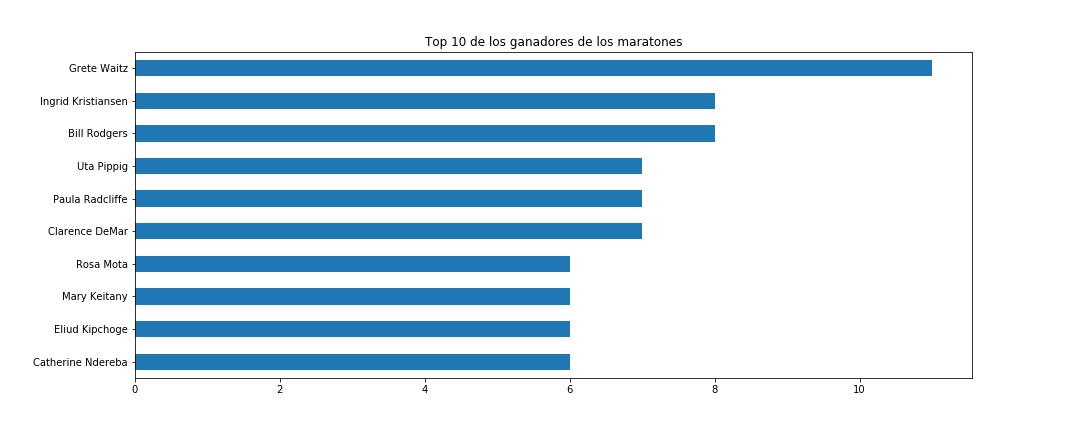 Top 10 de los ganadores de los maratones
Grete Waitz
Ingrid Kristiansen
Bill Rodgers
Uta Pippig
Paula Radcliffe
Clarence DeMar
Rosa Mota
Mary Keitany
Eliud Kipchoge
Catherine Ndereba
0 2 4 6 8 10